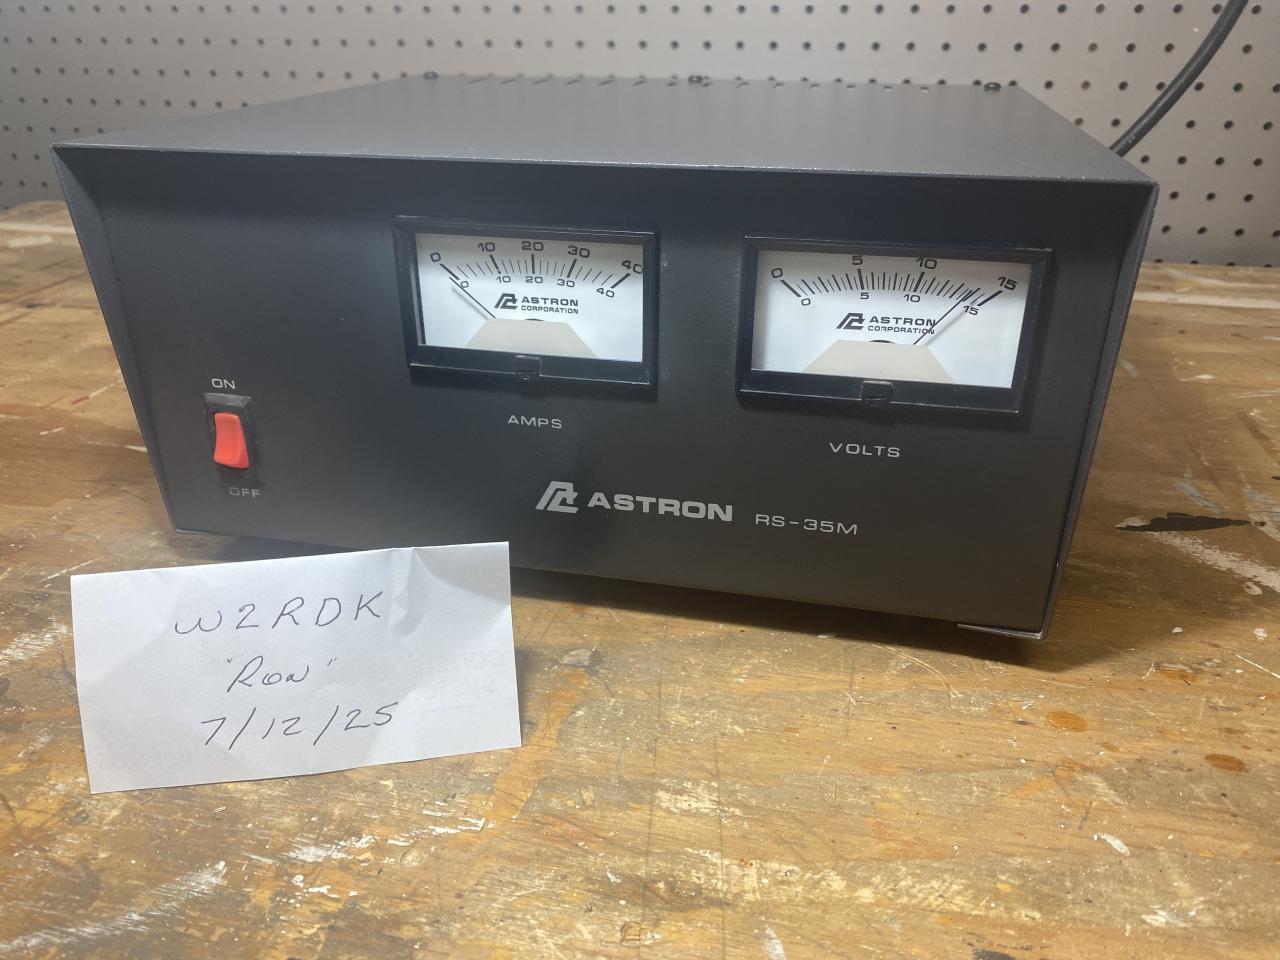 0 10 20 30 40
0 10 20 30 40
ASTRON
CORPORATION
AMPS
0 5 10 15
0 5 10 15
ASTRON
CORPORATION
VOLTS
ON
OFF
ASTRON RS-35M
W2RDK
"Ron"
7/12/25